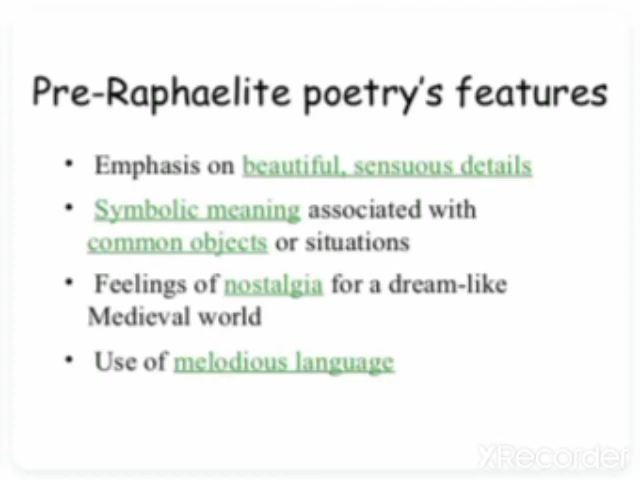 Pre-Raphaelite poetry's features
• Emphasis on beautiful, sensuous details
• Symbolic meaning associated with
common objects or situations
• Feelings of nostalgia for a dream-like
Medieval world
• Use of melodious language
XRecorder